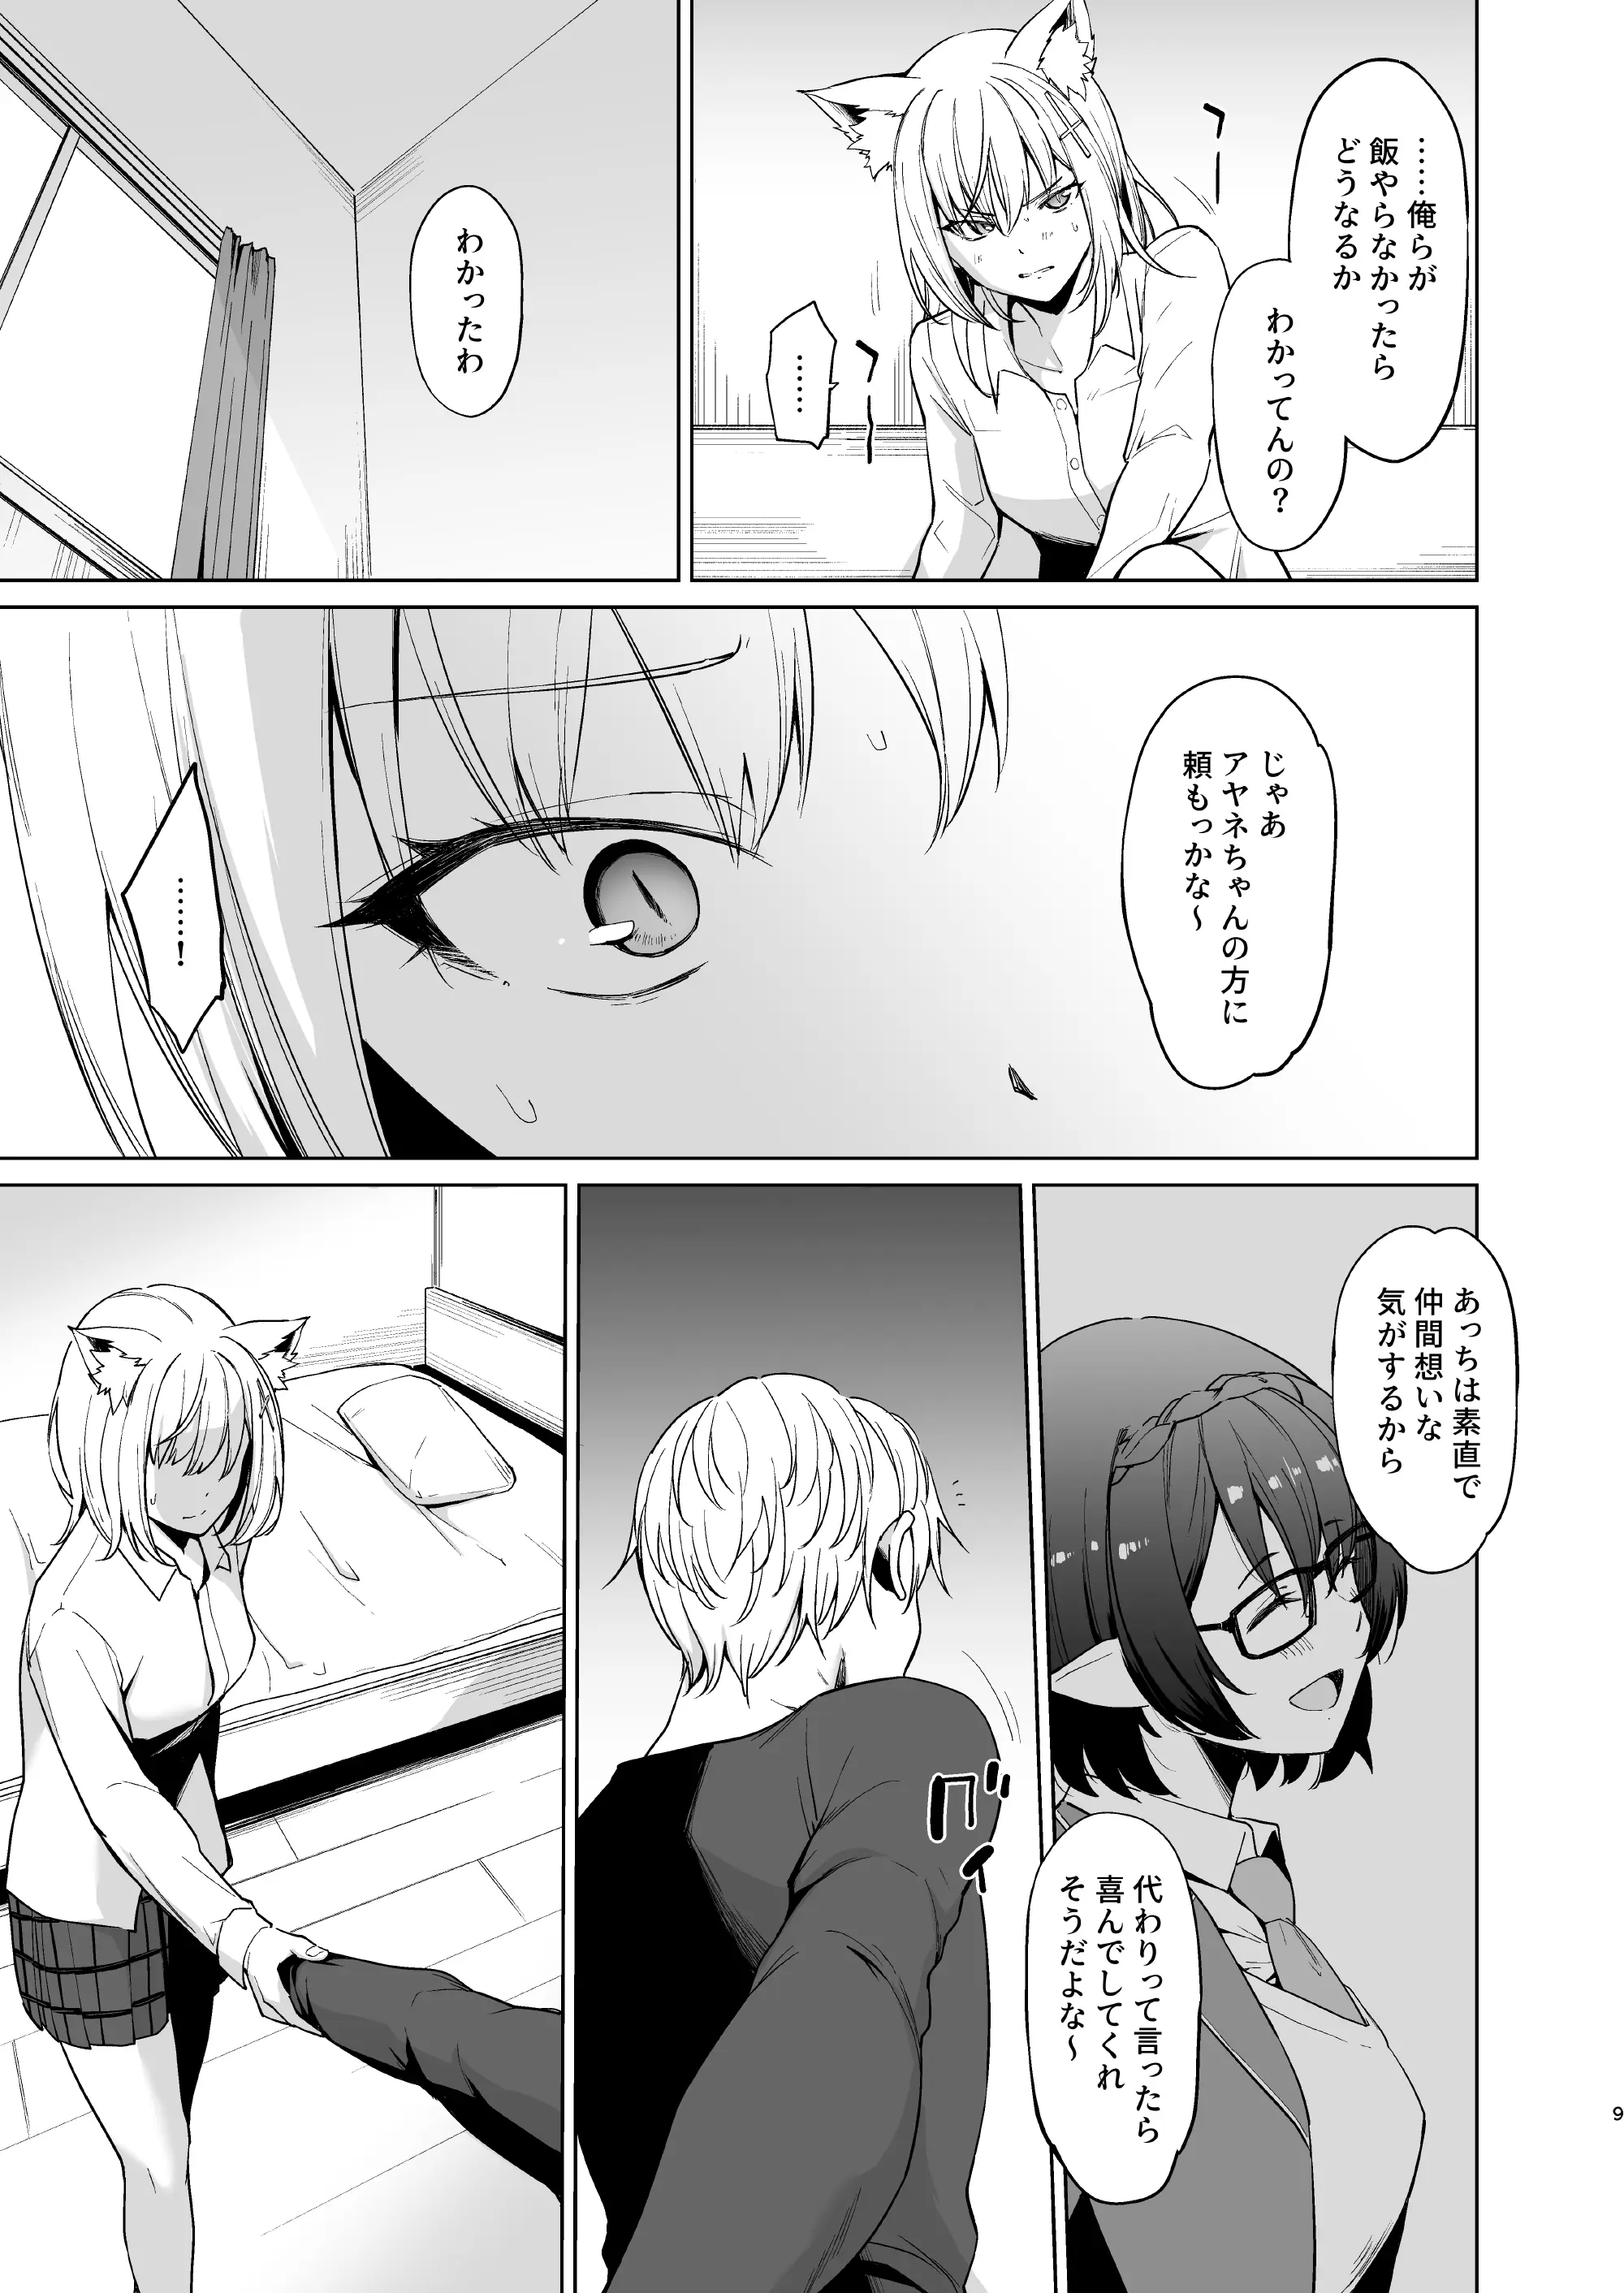 ……俺らが
飯やらなかったら
どうなるか
わかってんの？
……
わかったわ
じゃあ
アヤネちゃんの方に
頼もっかな～
……！
あっちは素直で
仲間想いな
気がするから
代わりって言ったら
喜んでしてくれ
そうだよな～
グイ
9